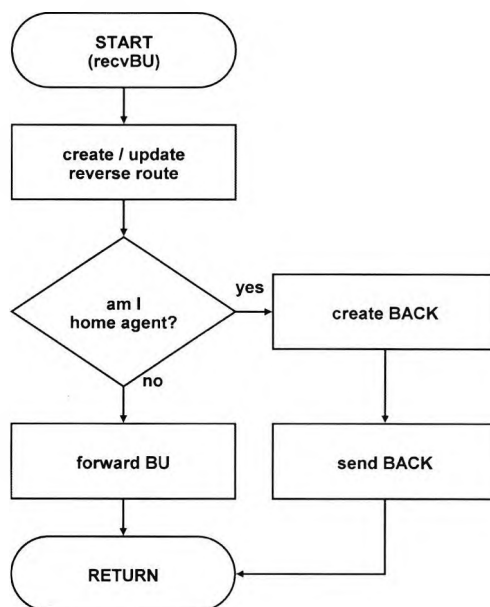 START
(recvBU)
create / update
reverse route
am I
home agent?
yes
create BACK
no
forward BU
send BACK
RETURN